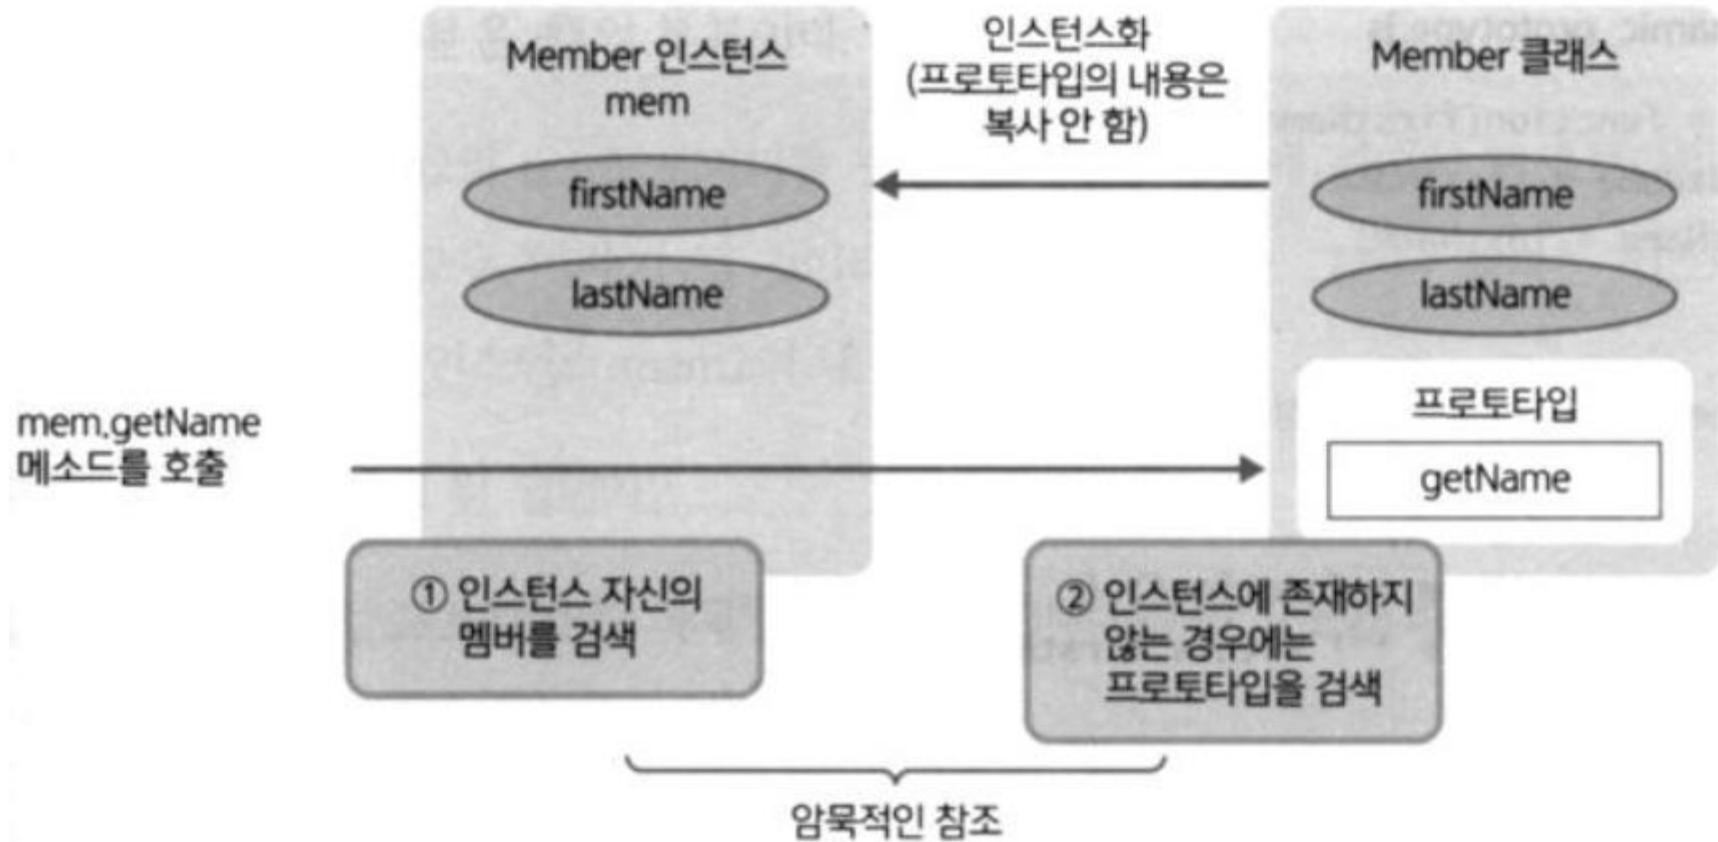 Member 인스턴스
mem
firstName
lastName
인스턴스화
(프로토타입의 내용은
복사 안 함)
Member 클래스
firstName
lastName
프로토타입
getName
mem.getName
메소드를 호출
① 인스턴스 자신의
멤버를 검색
② 인스턴스에 존재하지
않는 경우에는
프로토타입을 검색
암묵적인 참조